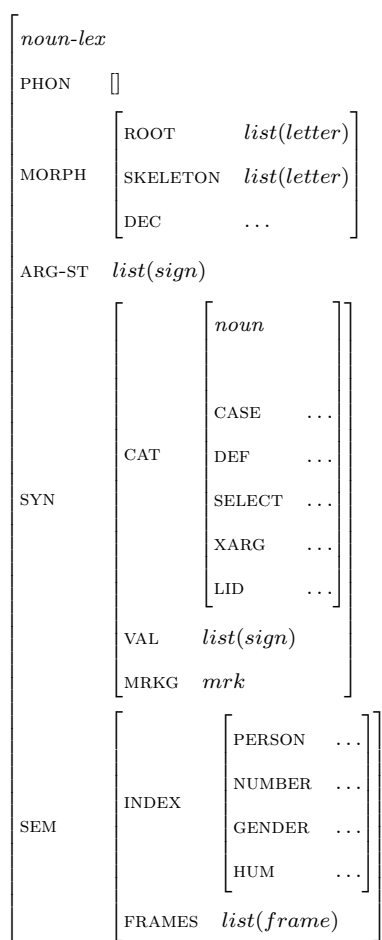 noun-lex
PHON []
ROOT list(letter)
MORPH SKELETON list(letter)
DEC ...
ARG-ST list(sign)
noun
CASE ...
CAT DEF ...
SYN SELECT ...
XARG ...
LID ...
VAL list(sign)
MRKG mrk
PERSON ...
NUMBER ...
INDEX
GENDER ...
SEM
HUM ...
FRAMES list(frame)